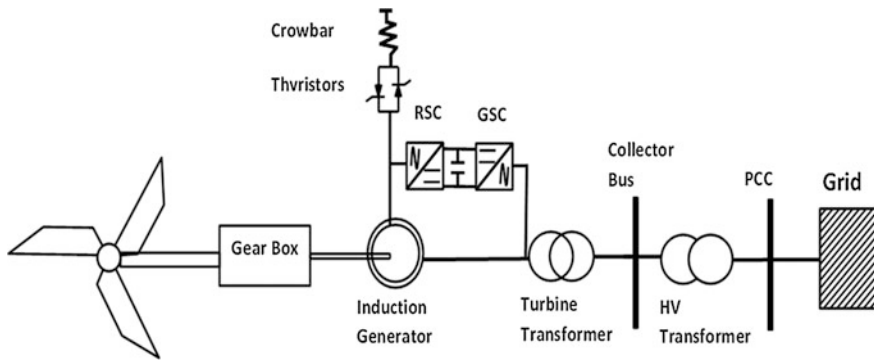 Crowbar
Thvristors
RSC
GSC
Collector
Bus
PCC
Grid
Gear Box
Induction
Generator
Turbine
Transformer
HV
Transformer